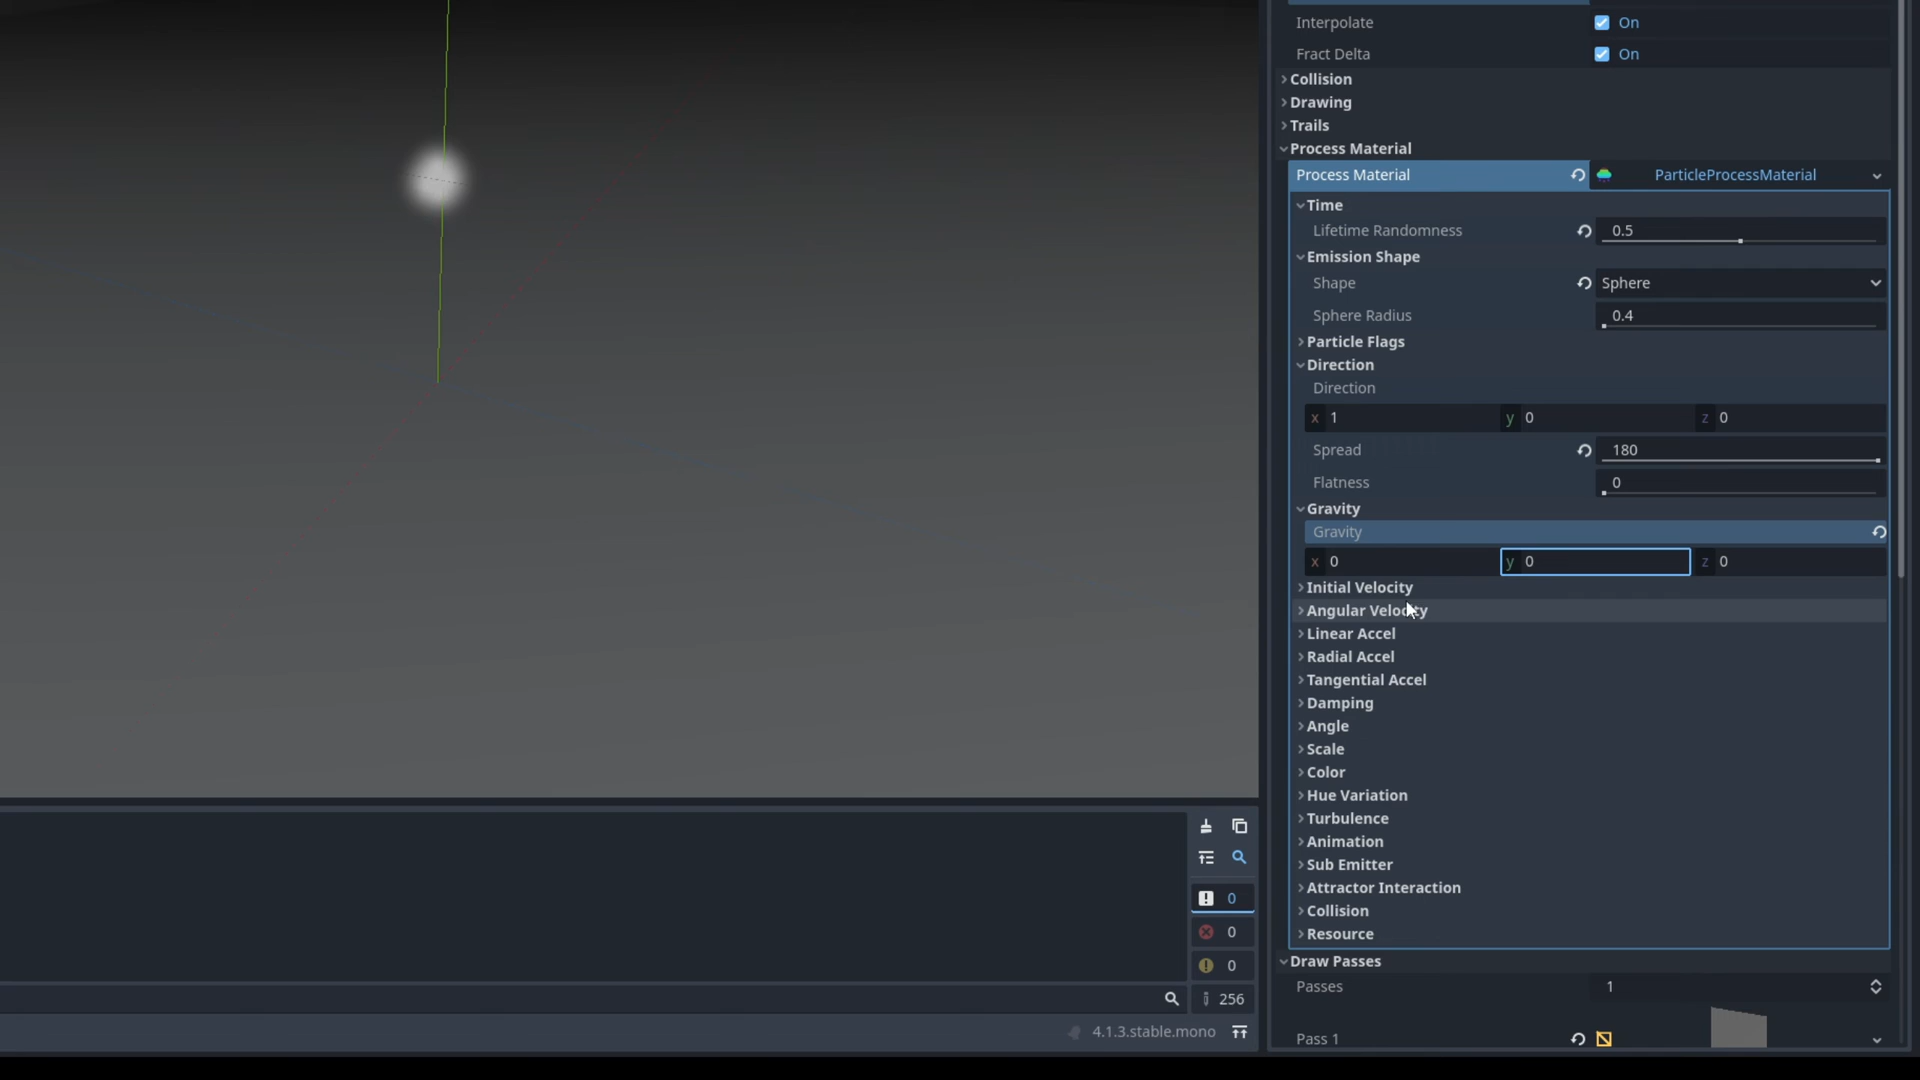 Interpolate On
Fract Delta On
Collision
Drawing
Trails
Process Material
Process Material ParticleProcessMaterial
Time
Lifetime Randomness 0.5
Emission Shape
Shape Sphere
Sphere Radius 0.4
Particle Flags
Direction
Direction
x 1 y 0 z 0
Spread 180
Flatness 0
Gravity
Gravity
x 0 y 0 z 0
Initial Velocity
Angular Velocity
Linear Accel
Radial Accel
Tangential Accel
Damping
Angle
Scale
Color
Hue Variation
Turbulence
Animation
Sub Emitter
Attractor Interaction
Collision
Resource
Draw Passes
Passes 1
Pass 1
0
0
0
256
4.1.3.stable.mono